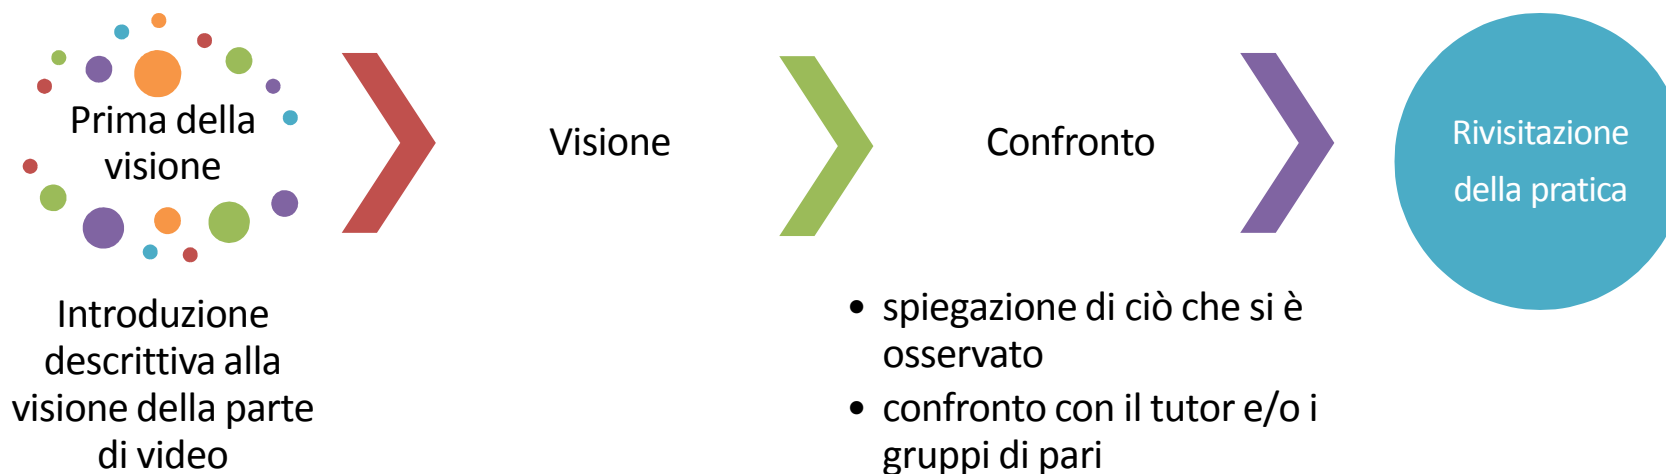 Prima della
visione
Visione
Confronto
Rivisitazione
della pratica
Introduzione
descrittiva alla
visione della parte
di video
• spiegazione di ciò che si è
osservato
• confronto con il tutor e/o i
gruppi di pari